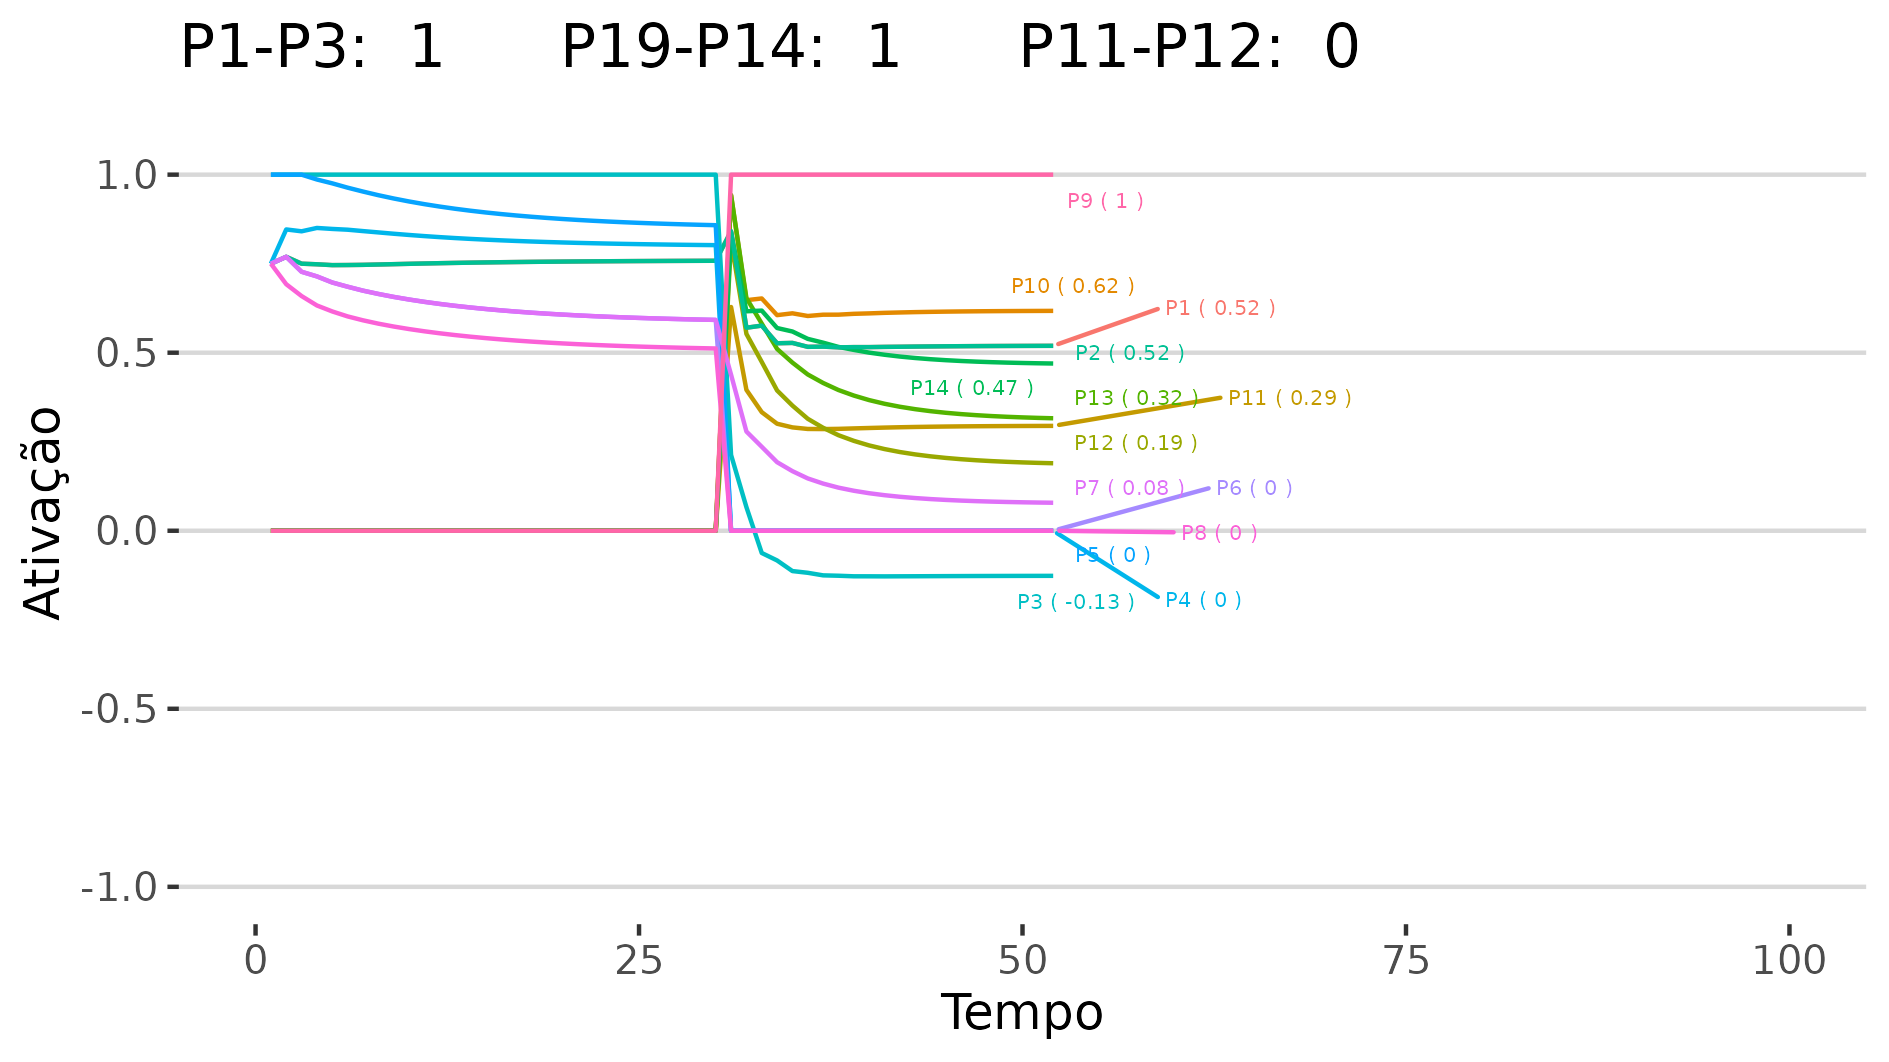 P1-P3:  1      P19-P14:  1      P11-P12:  0
1.0
0.5
0.0
-0.5
-1.0
Ativação
P9 ( 1 )
P10 ( 0.62 )
P1 ( 0.52 )
P2 ( 0.52 )
P14 ( 0.47 )
P13 ( 0.32 )
P11 ( 0.29 )
P12 ( 0.19 )
P7 ( 0.08 )
P6 ( 0 )
P8 ( 0 )
P5 ( 0 )
P3 ( -0.13 )
P4 ( 0 )
0 25 50 75 100
Tempo